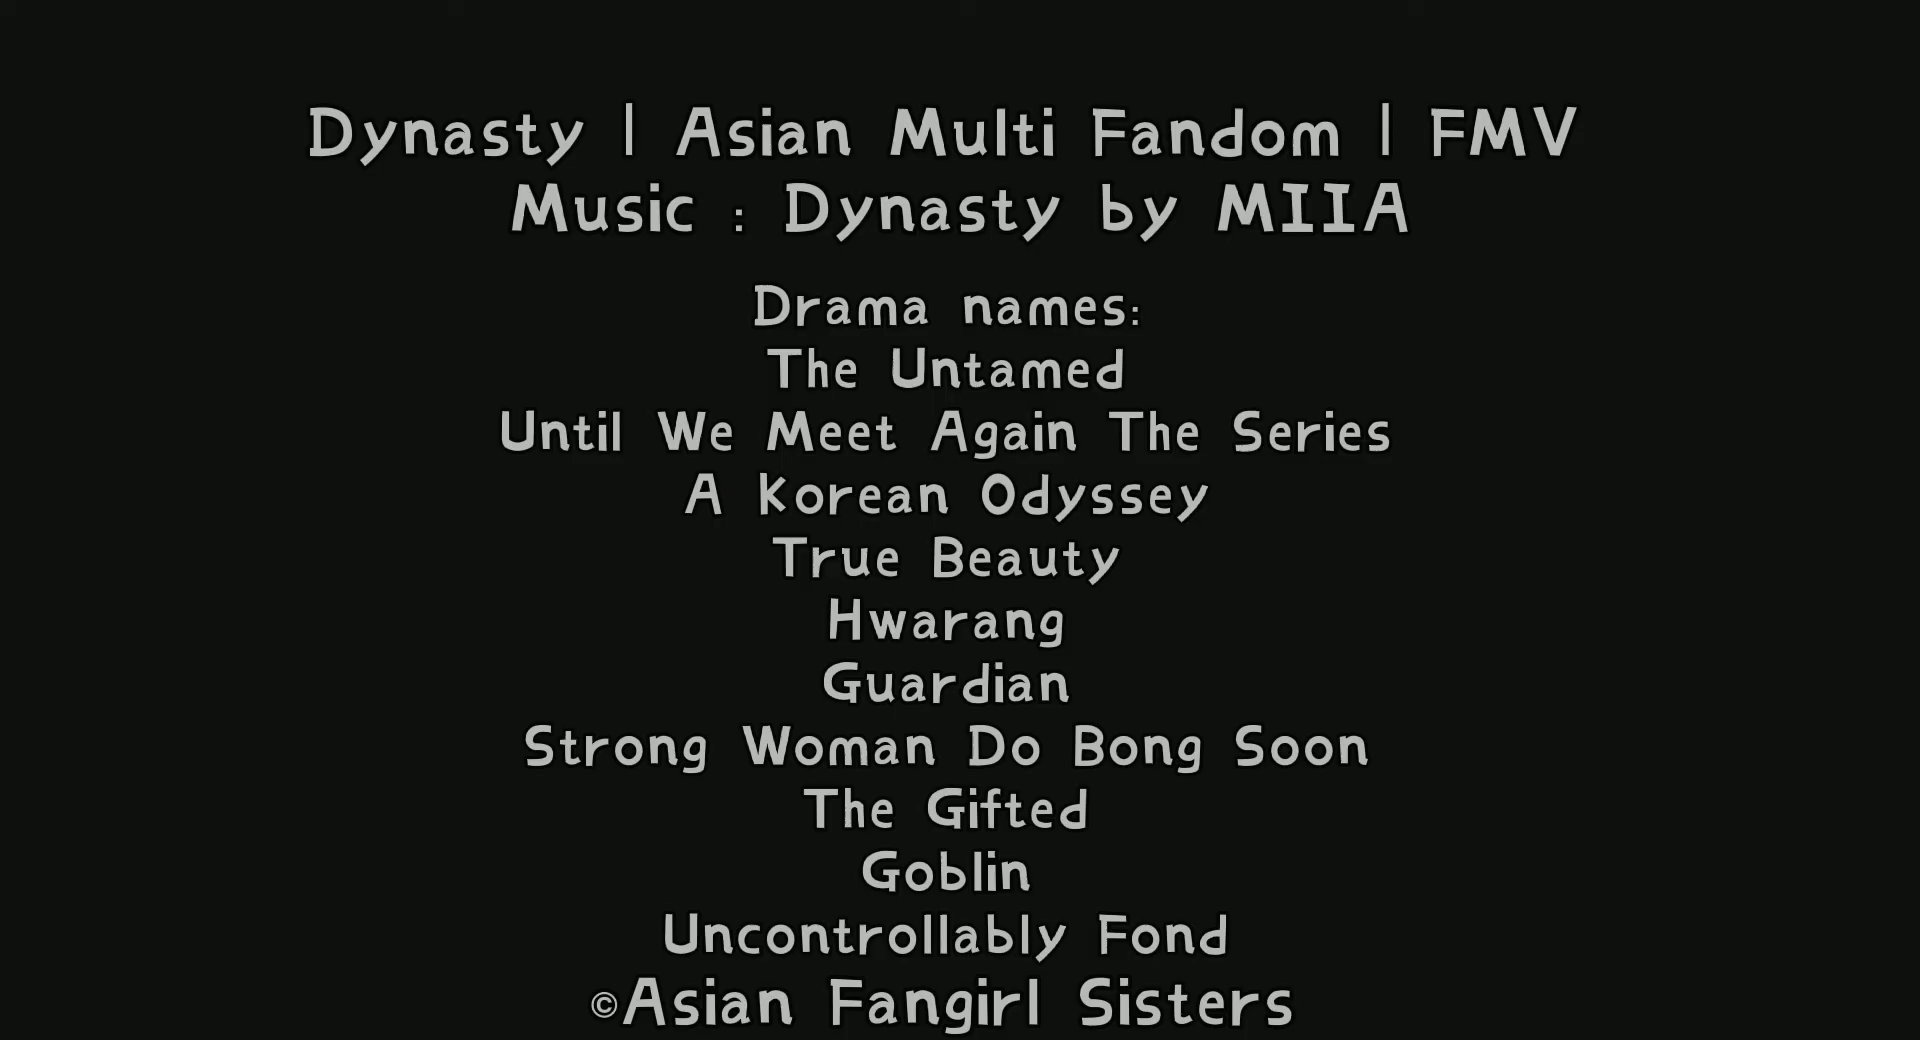 Dynasty | Asian Multi Fandom | FMV
Music : Dynasty by MIIA
Drama names:
The Untamed
Until We Meet Again The Series
A Korean Odyssey
True Beauty
Hwarang
Guardian
Strong Woman Do Bong Soon
The Gifted
Goblin
Uncontrollably Fond
©Asian Fangirl Sisters